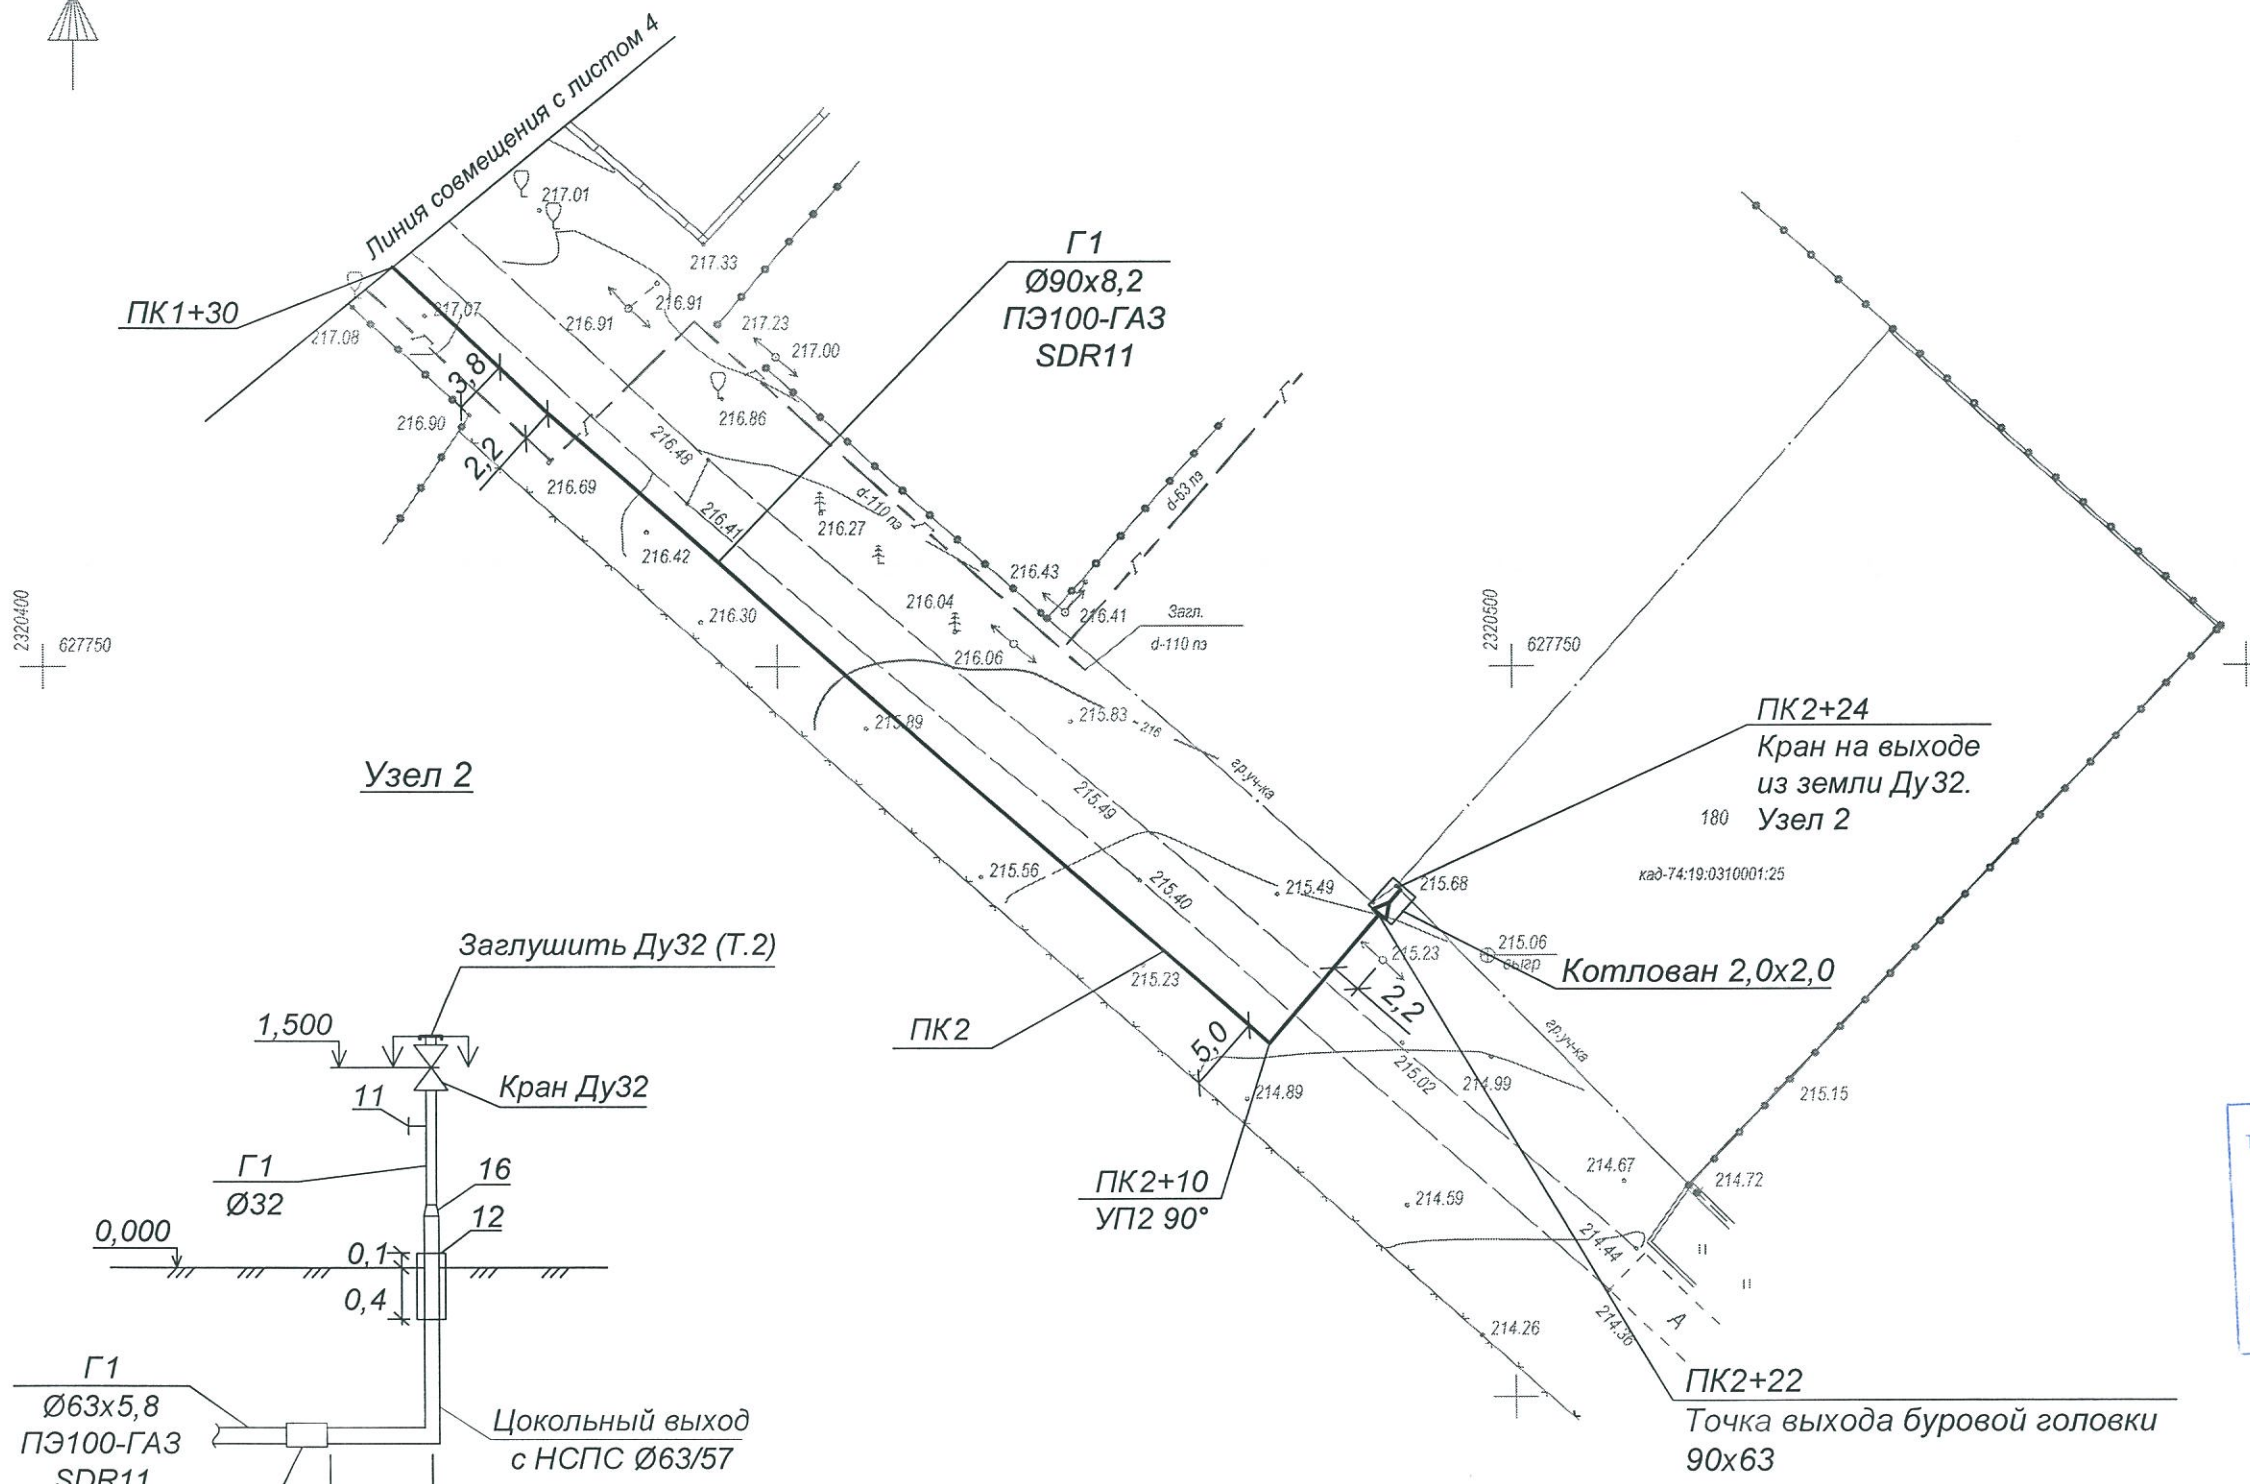 Линия совмещения с листом 4
ПК1+30
217.01
217.33
217.07
217.08
216.91
216.91
217.23
217.00
Г1
Ø90х8,2
ПЭ100-ГАЗ
SDR11
3,8
216.90
2,2
216.86
216.48
216.69
216.41
216.42
216.27
d-110 пэ
d-63 пэ
216.43
216.41
216.04
216.06
216.30
Загл.
d-110 пэ
2320400
627750
2320500
627750
215.89
215.83
216
гр.уч-ка
ПК2+24
Кран на выходе
из земли Ду32.
Узел 2
180
кад-74:19:0310001:25
Узел 2
215.49
215.56
215.40
215.49
215.68
215.23
215.06
выгр
Котлован 2,0х2,0
215.23
2,2
ПК2
5,0
гр.уч-ка
215.02
214.99
214.89
215.15
ПК2+10
УП2 90°
214.67
214.72
214.59
214.44
214.36
А
214.26
ПК2+22
Точка выхода буровой головки
90х63
Заглушить Ду32 (Т.2)
1,500
Кран Ду32
11
Г1
Ø32
16
12
0,000
0,1
0,4
Г1
Ø63х5,8
ПЭ100-ГАЗ
SDR11
Цокольный выход
с НСПС Ø63/57